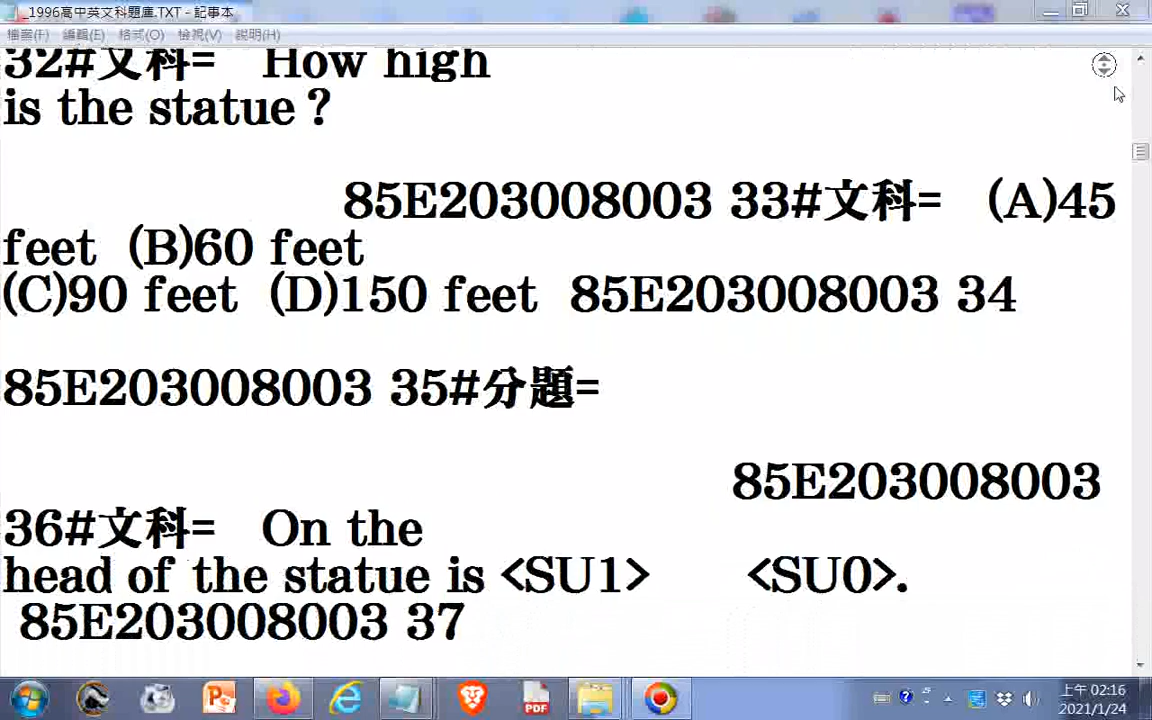 _1996高中英文科題庫.TXT - 記事本
檔案(F) 編輯(E) 格式(O) 檢視(V) 說明(H)
32#文科= How high
is the statue？
85E203008003 33#文科= (A)45
feet (B)60 feet
(C)90 feet (D)150 feet 85E203008003 34
85E203008003 35#分題=
85E203008003
36#文科= On the
head of the statue is <SU1> <SU0>.
85E203008003 37
PDF
上午 02:16
2021/1/24